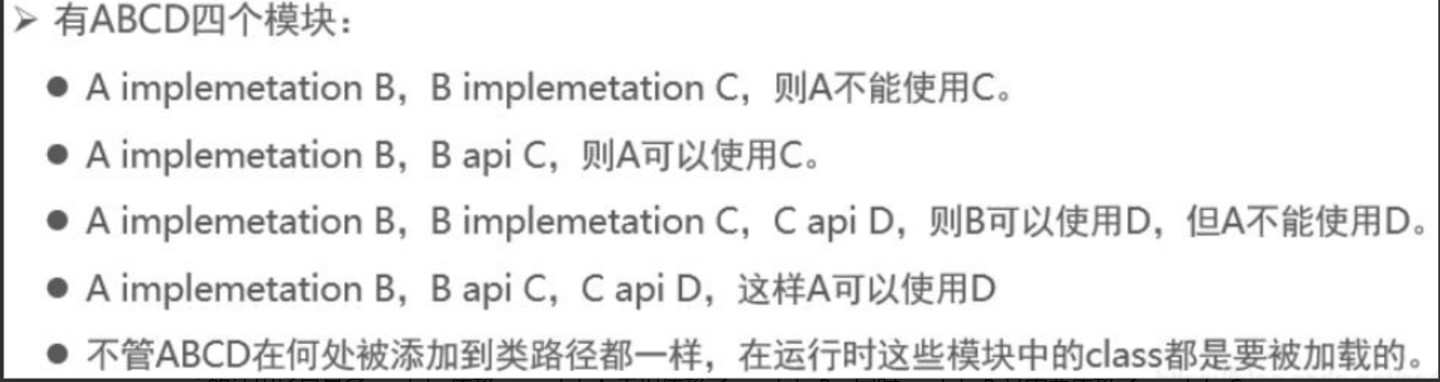 ➢ 有ABCD四个模块：
● A implemetation B，B implemetation C，则A不能使用C。
● A implemetation B，B api C，则A可以使用C。
● A implemetation B，B implemetation C，C api D，则B可以使用D，但A不能使用D。
● A implemetation B，B api C，C api D，这样A可以使用D
● 不管ABCD在何处被添加到类路径都一样，在运行时这些模块中的class都是要被加载的。